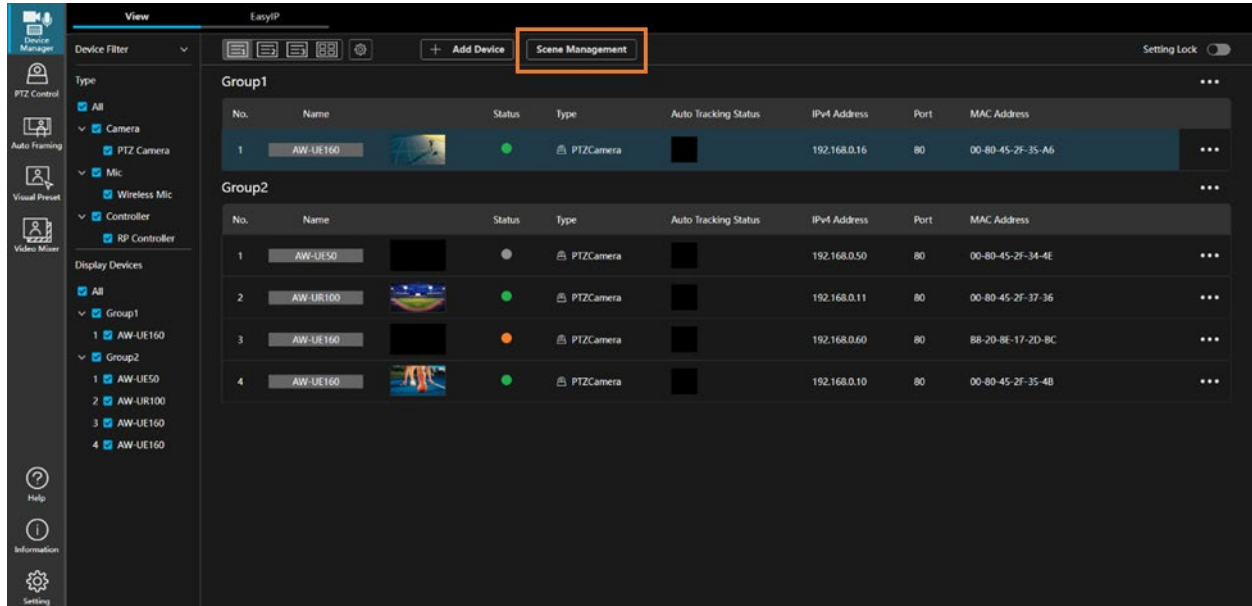 View EasyIP
Device Manager
Device Filter
Add Device Scene Management Setting Lock
PTZ Control
Auto Framing
Visual Preset
Video Mixer
Help
Information
Setting
Type
All
Camera
PTZ Camera
Mic
Wireless Mic
Controller
RP Controller
Display Devices
All
Group1
1 AW-UE160
Group2
1 AW-UE50
2 AW-UR100
3 AW-UE160
4 AW-UE160
Group1
No. Name Status Type Auto Tracking Status IPv4 Address Port MAC Address
1 AW-UE160 PTZCamera 192.168.0.16 80 00-80-45-2F-35-A6
Group2
No. Name Status Type Auto Tracking Status IPv4 Address Port MAC Address
1 AW-UE50 PTZCamera 192.168.0.50 80 00-80-45-2F-34-4E
2 AW-UR100 PTZCamera 192.168.0.11 80 00-80-45-2F-37-36
3 AW-UE160 PTZCamera 192.168.0.60 80 B8-20-8E-17-2D-BC
4 AW-UE160 PTZCamera 192.168.0.10 80 00-80-45-2F-35-4B